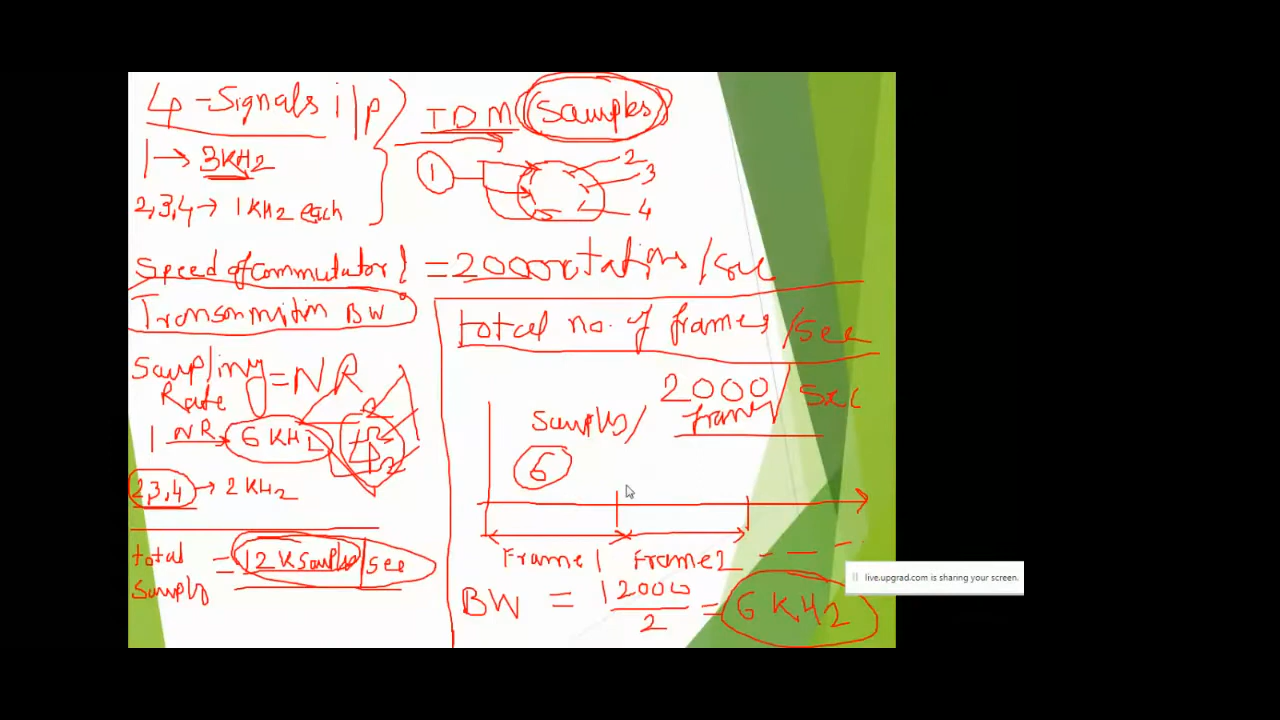 4 - Signals i/p
1 → 3KHz
2,3,4 → 1KHz each
TDM (Samples)
1
2
3
4
Speed of commutator = 2000 rotations/sec
Transmission BW
Sampling Rate = NR
1 NR→ 6 KHz
2,3,4 → 2 KHz
total Samples = 12 K Samples/sec
total no. of frames/sec
2000 frames/sec
Samples/
6
Frame 1 Frame 2 - - -
BW = 12000/2 = 6 KHz
live.upgrad.com is sharing your screen.